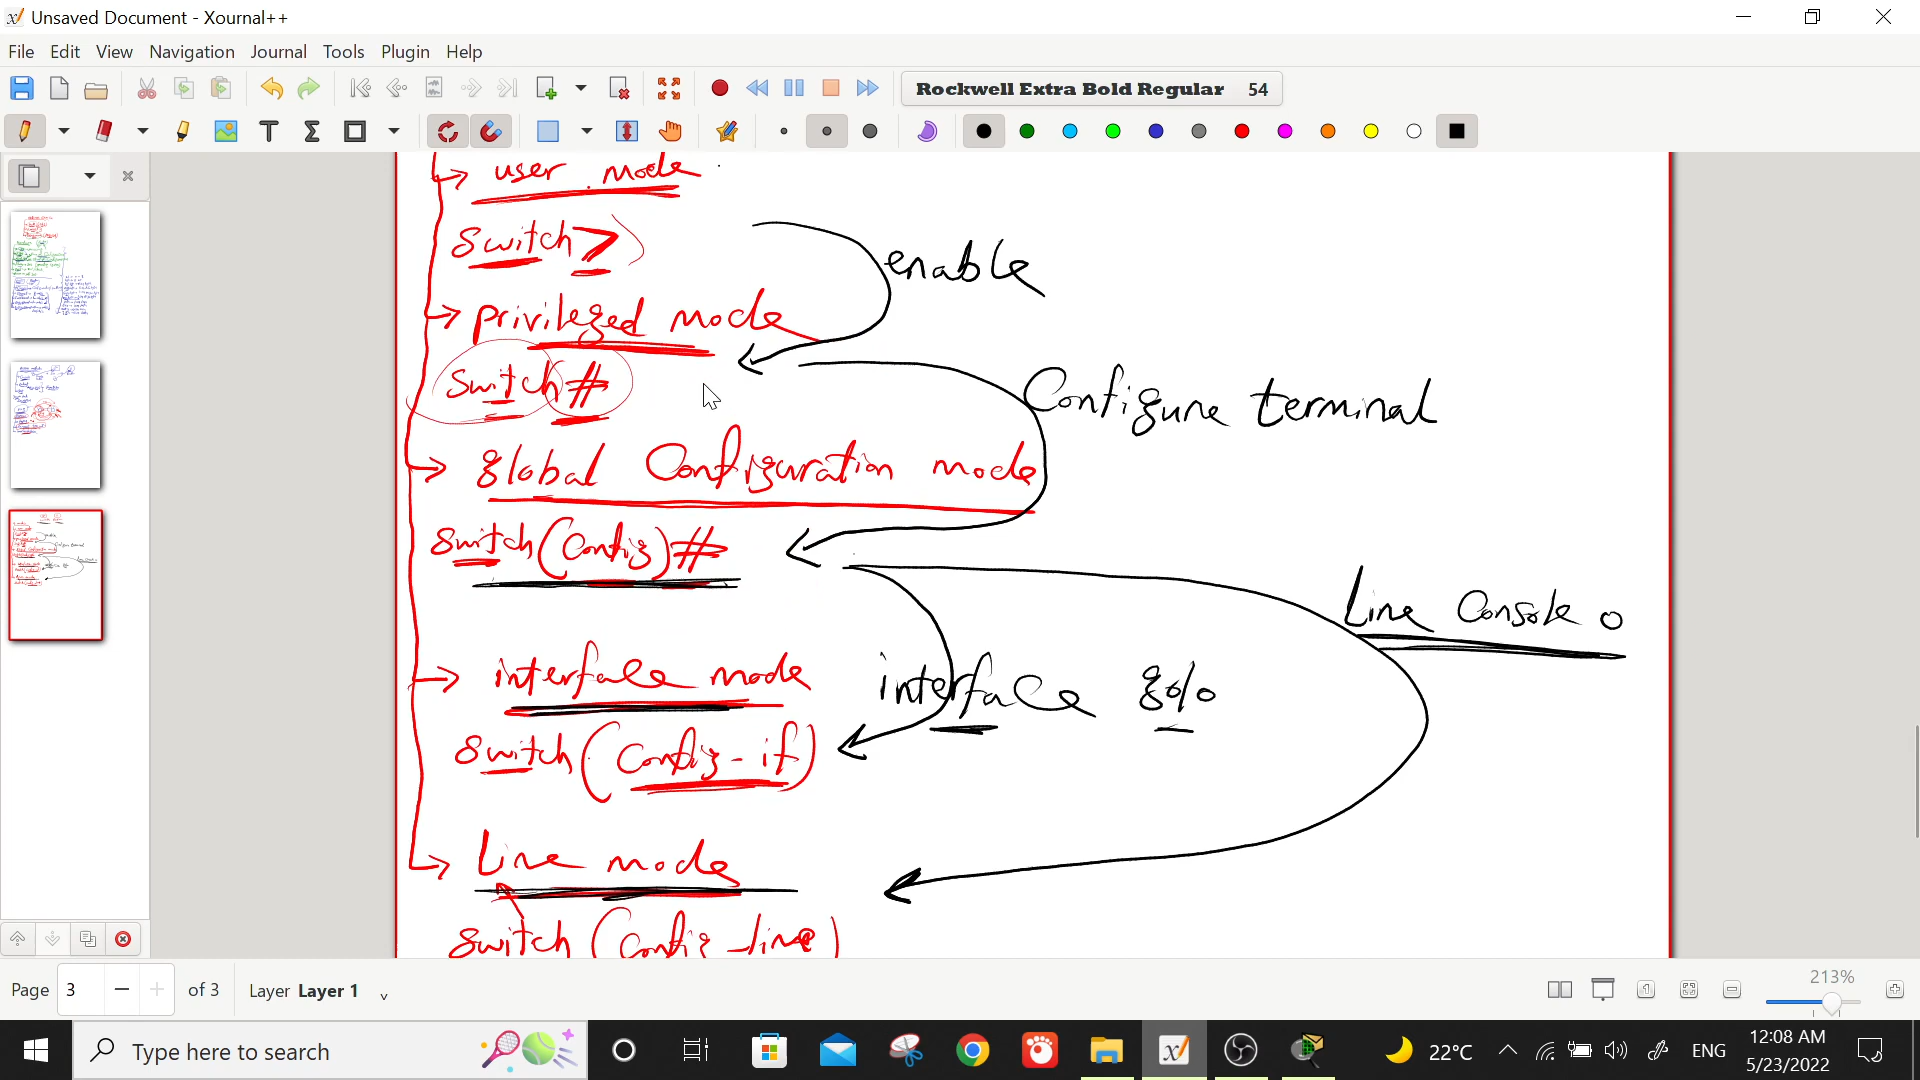 Unsaved Document - Xournal++
File Edit View Navigation Journal Tools Plugin Help
Rockwell Extra Bold Regular 54
user mode
switch>
enable
privileged mode
switch#
Configure terminal
global Configuration mode
switch(Config)#
Line Console 0
interface mode
interface g0/0
switch(Config-if)
Line mode
switch(Config-line)
Page 3 of 3 Layer Layer 1
213%
Type here to search
22°C
ENG
12:08 AM
5/23/2022